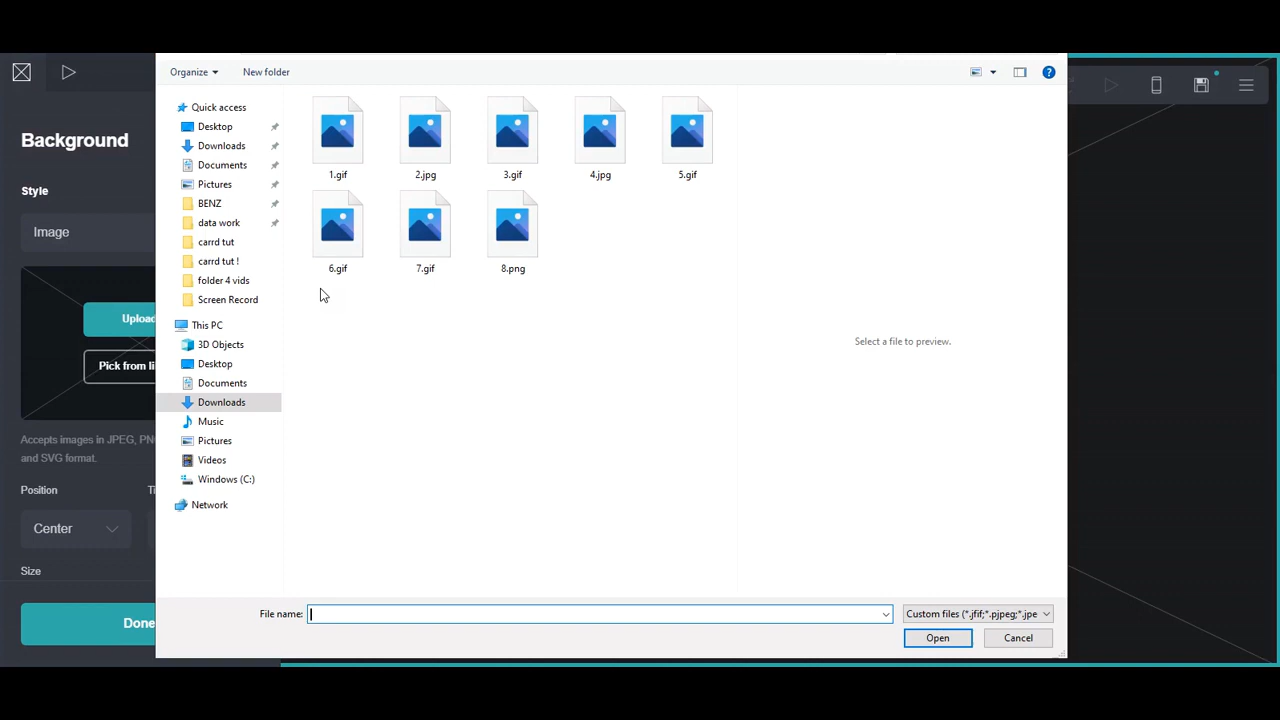 Organize
New folder
Background
Style
Image
Upload
Pick from li
Accepts images in JPEG, PN
and SVG format.
Position
Ti
Center
Size
Done
Quick access
Desktop
Downloads
Documents
Pictures
BENZ
data work
carrd tut
carrd tut !
folder 4 vids
Screen Record
This PC
3D Objects
Desktop
Documents
Downloads
Music
Pictures
Videos
Windows (C:)
Network
1.gif
2.jpg
3.gif
4.jpg
5.gif
6.gif
7.gif
8.png
Select a file to preview.
File name:
Custom files (*.jfif;*.pjpeg;*.jpe
Open
Cancel